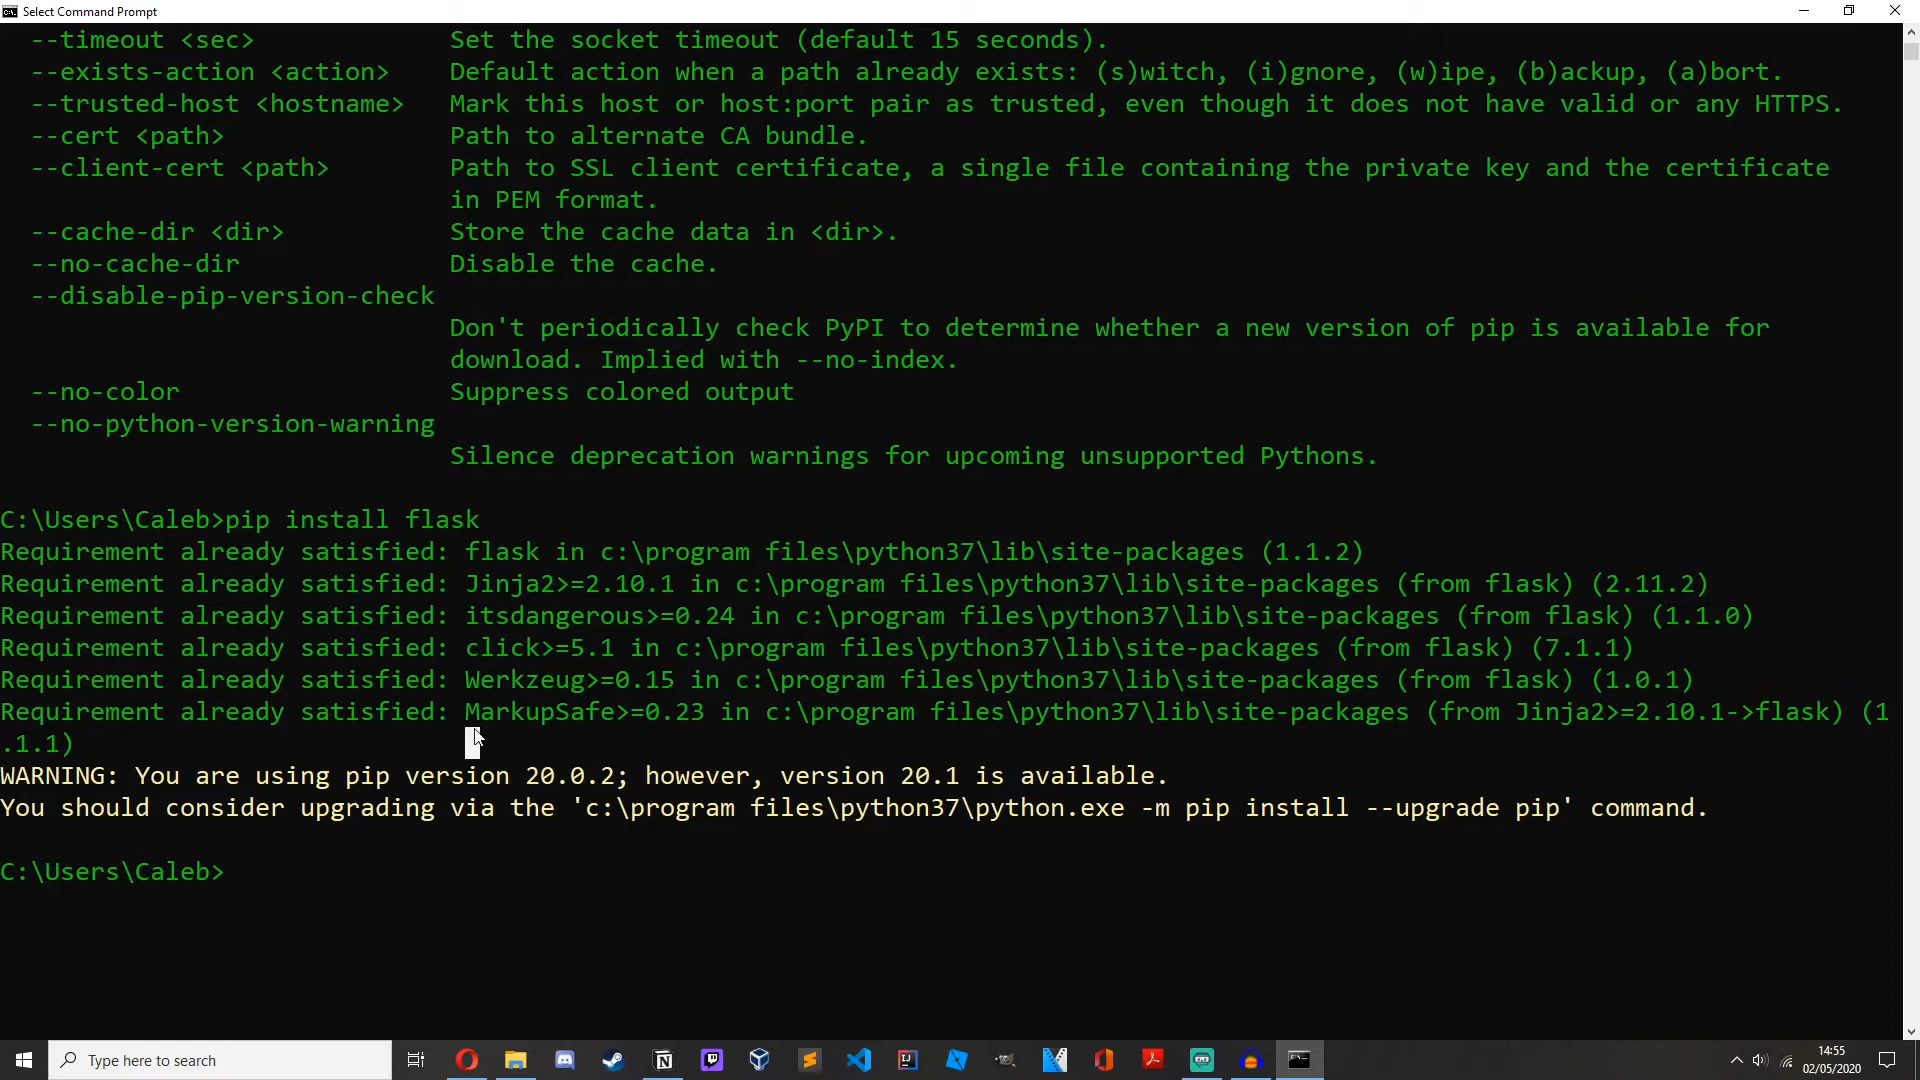 Select Command Prompt
--timeout <sec> Set the socket timeout (default 15 seconds).
--exists-action <action> Default action when a path already exists: (s)witch, (i)gnore, (w)ipe, (b)ackup, (a)bort.
--trusted-host <hostname> Mark this host or host:port pair as trusted, even though it does not have valid or any HTTPS.
--cert <path> Path to alternate CA bundle.
--client-cert <path> Path to SSL client certificate, a single file containing the private key and the certificate
in PEM format.
--cache-dir <dir> Store the cache data in <dir>.
--no-cache-dir Disable the cache.
--disable-pip-version-check
Don't periodically check PyPI to determine whether a new version of pip is available for
download. Implied with --no-index.
--no-color Suppress colored output
--no-python-version-warning
Silence deprecation warnings for upcoming unsupported Pythons.
C:\Users\Caleb>pip install flask
Requirement already satisfied: flask in c:\program files\python37\lib\site-packages (1.1.2)
Requirement already satisfied: Jinja2>=2.10.1 in c:\program files\python37\lib\site-packages (from flask) (2.11.2)
Requirement already satisfied: itsdangerous>=0.24 in c:\program files\python37\lib\site-packages (from flask) (1.1.0)
Requirement already satisfied: click>=5.1 in c:\program files\python37\lib\site-packages (from flask) (7.1.1)
Requirement already satisfied: Werkzeug>=0.15 in c:\program files\python37\lib\site-packages (from flask) (1.0.1)
Requirement already satisfied: MarkupSafe>=0.23 in c:\program files\python37\lib\site-packages (from Jinja2>=2.10.1->flask) (1
.1.1)
WARNING: You are using pip version 20.0.2; however, version 20.1 is available.
You should consider upgrading via the 'c:\program files\python37\python.exe -m pip install --upgrade pip' command.
C:\Users\Caleb>
Type here to search
14:55
02/05/2020